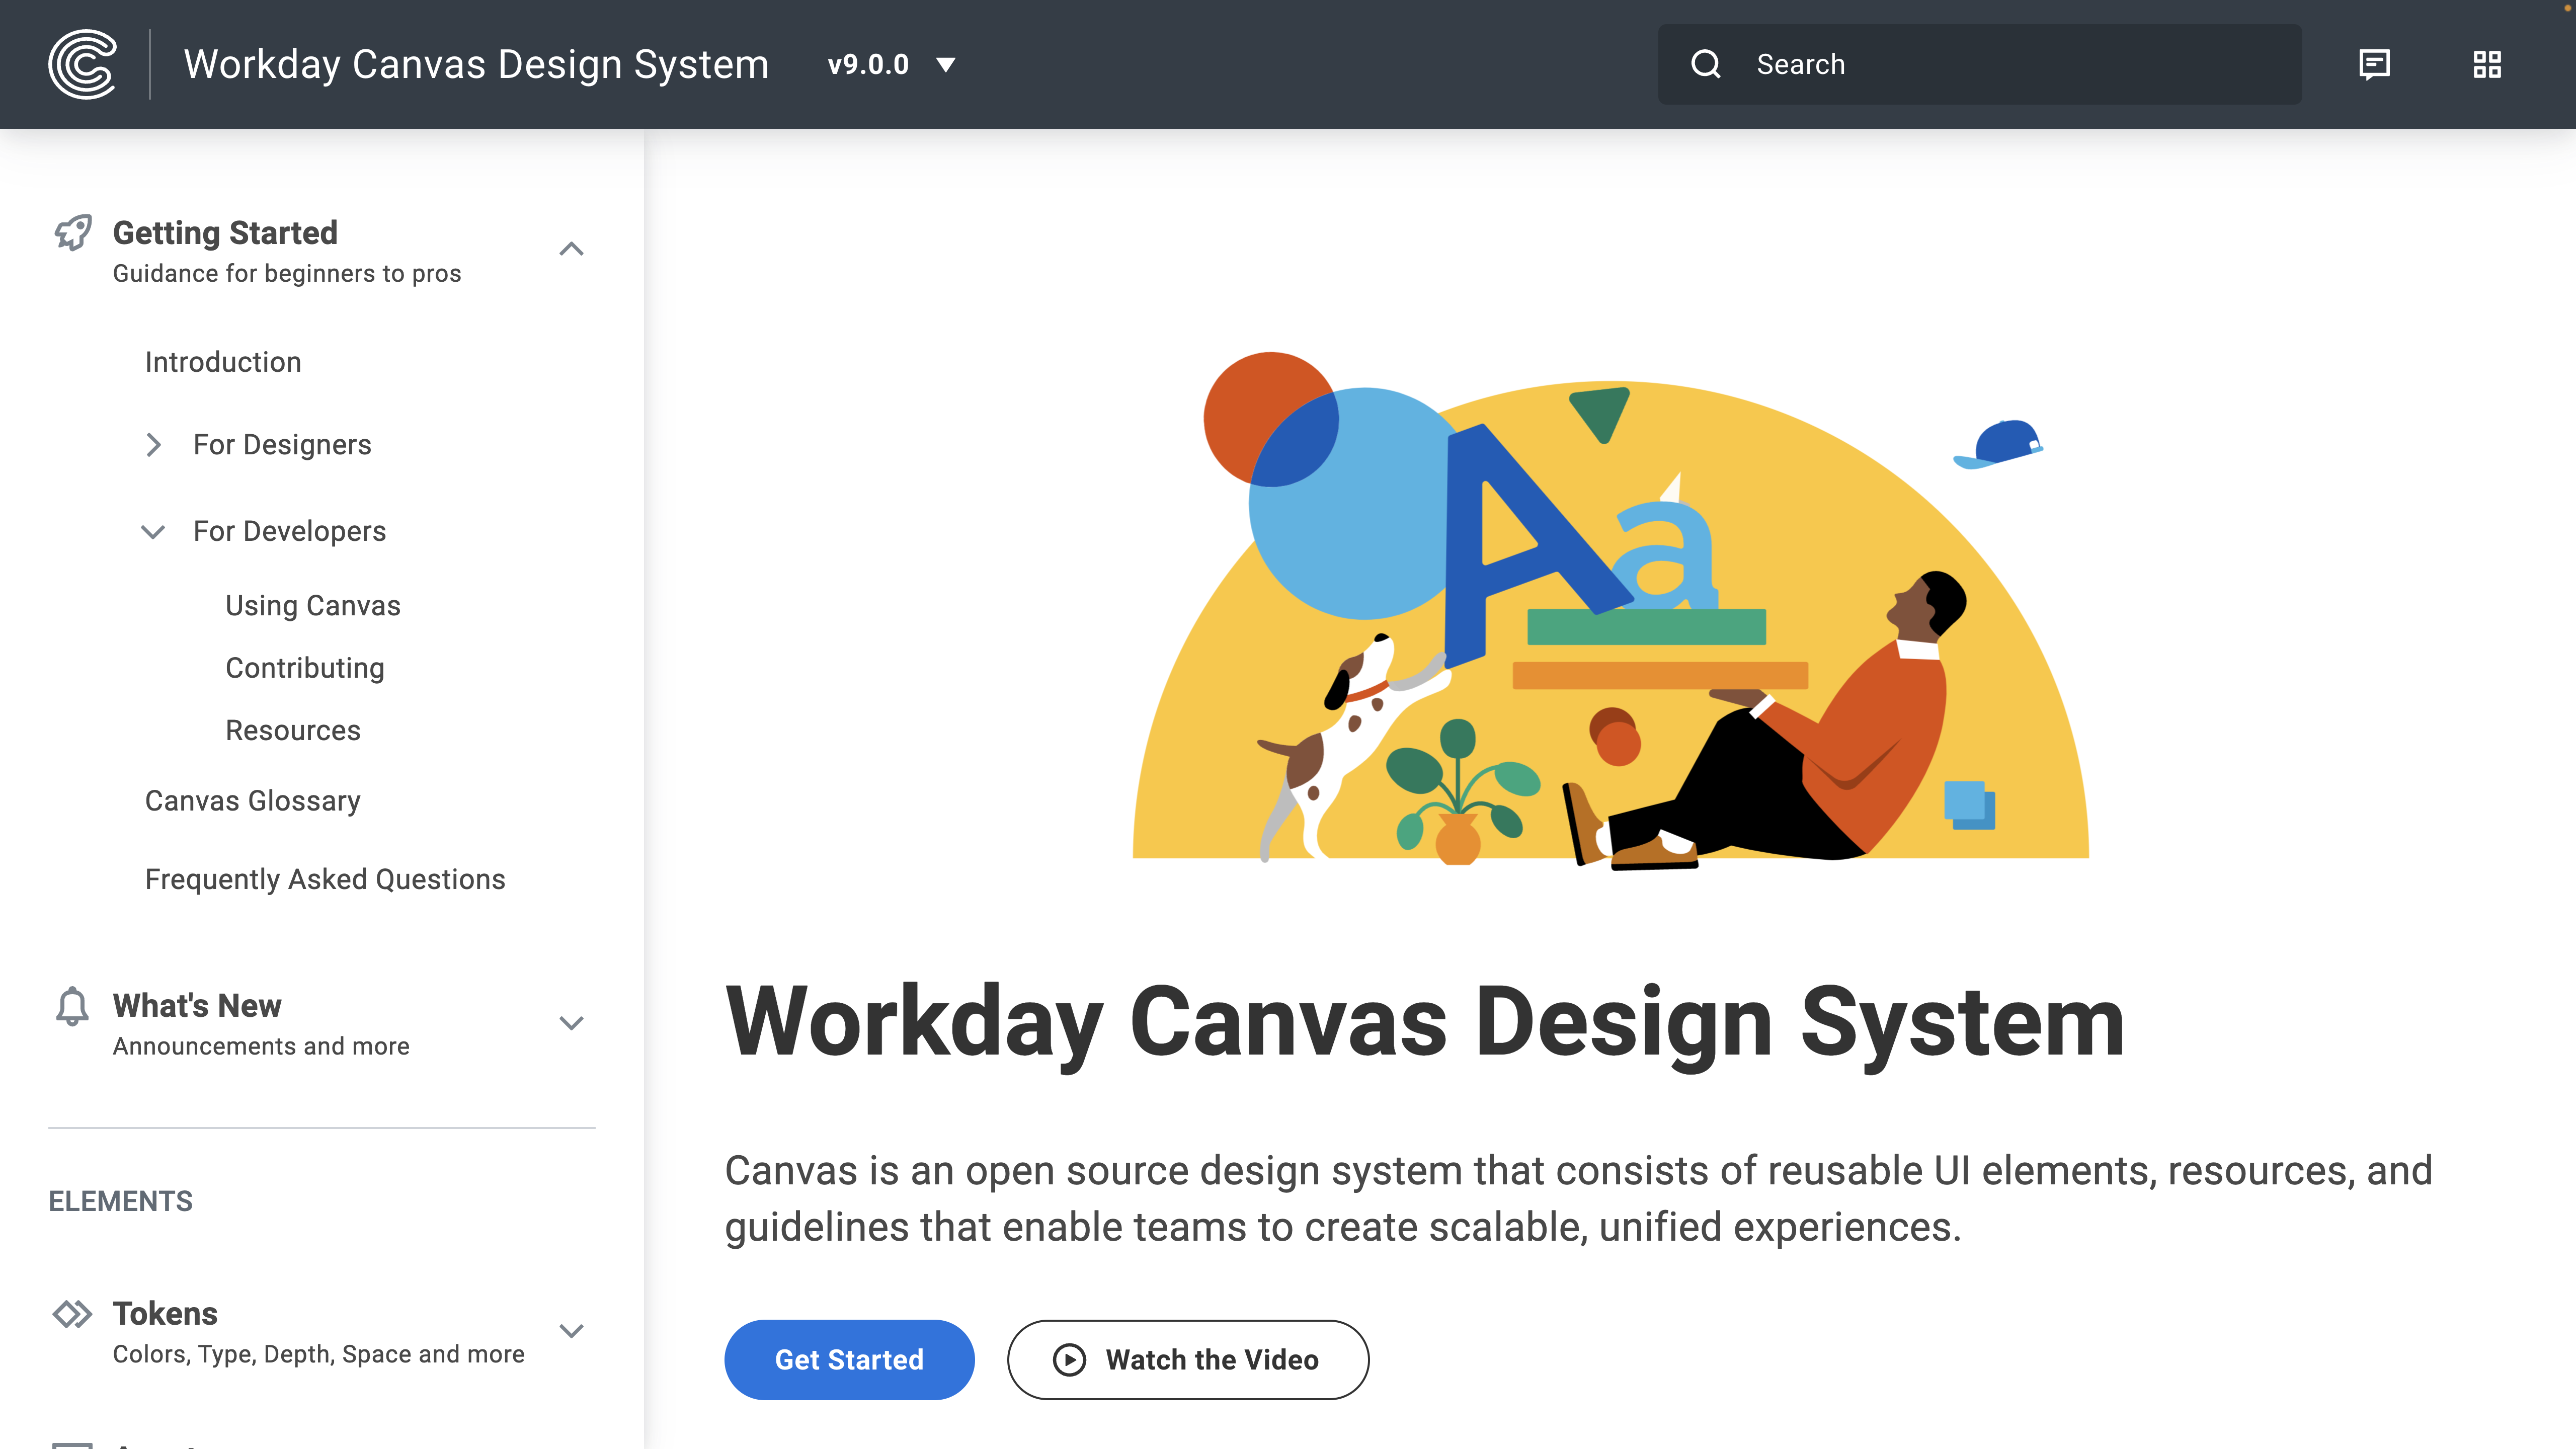 Workday Canvas Design System
v9.0.0
Search
Getting Started
Guidance for beginners to pros
Introduction
For Designers
For Developers
Using Canvas
Contributing
Resources
Canvas Glossary
Frequently Asked Questions
What's New
Announcements and more
ELEMENTS
Tokens
Colors, Type, Depth, Space and more
Aa
Workday Canvas Design System
Canvas is an open source design system that consists of reusable UI elements, resources, and
guidelines that enable teams to create scalable, unified experiences.
Get Started
Watch the Video